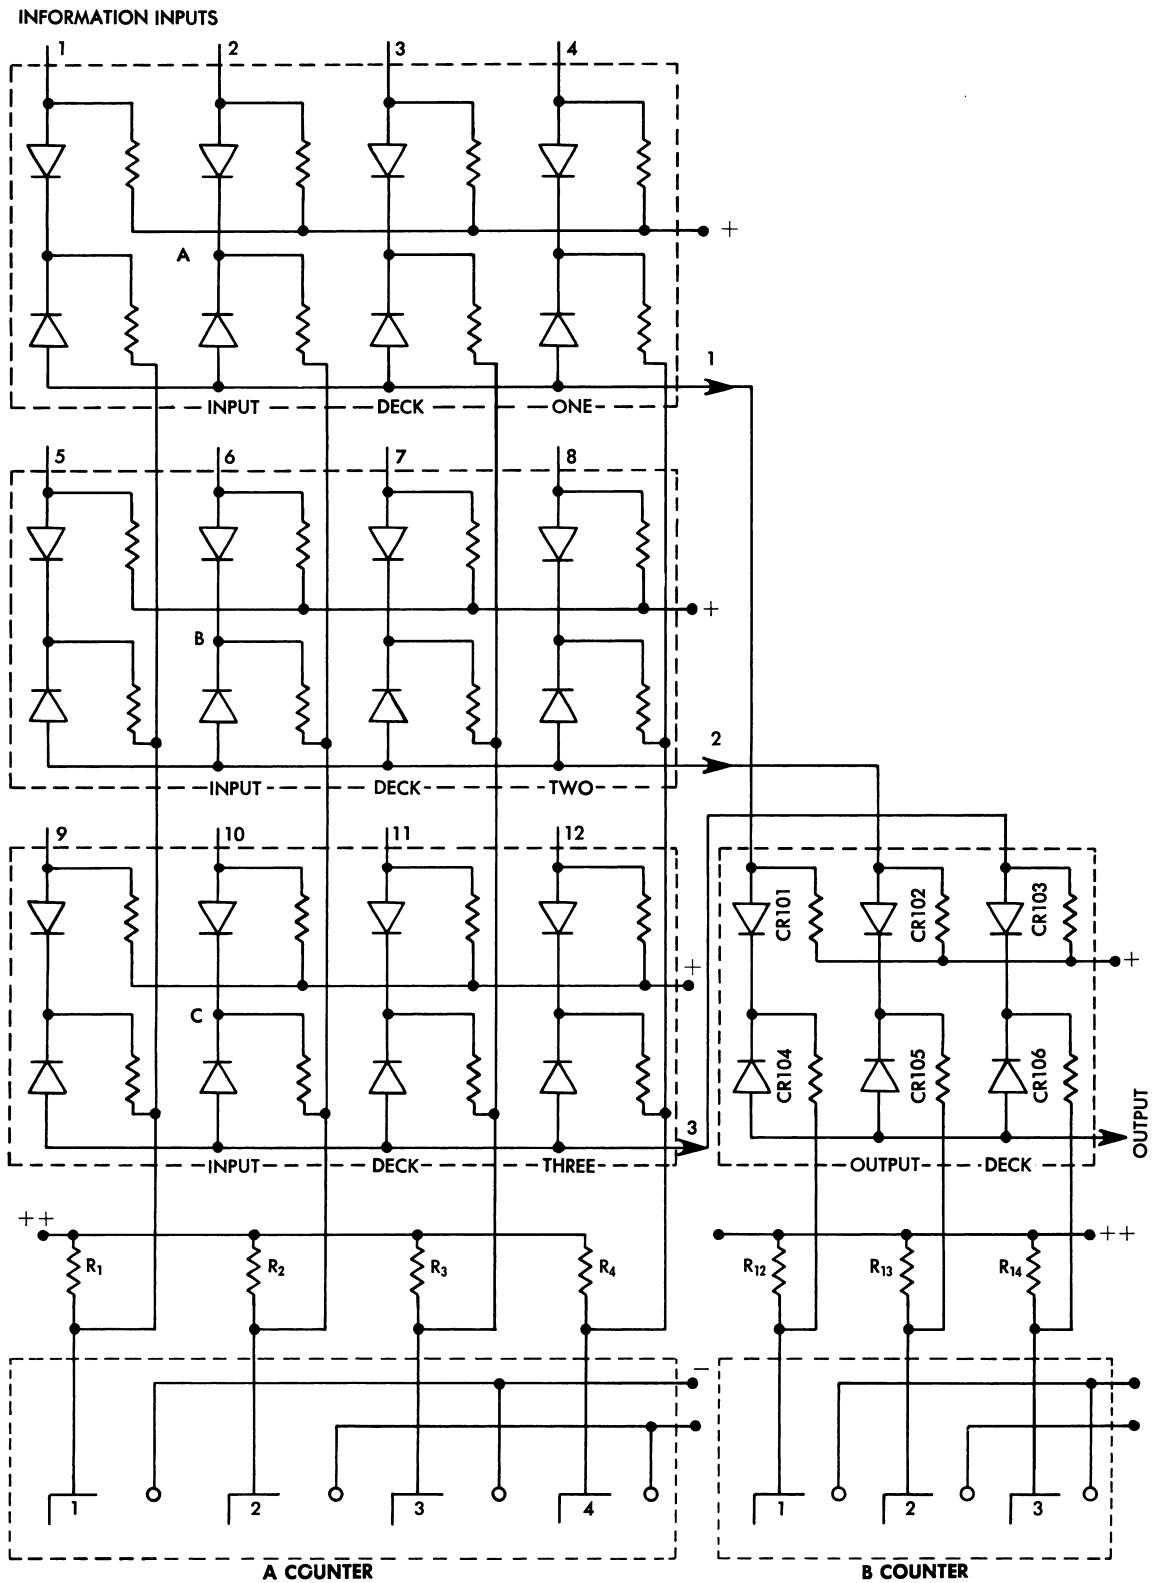 INFORMATION INPUTS
1 2 3 4
+
A
1
INPUT DECK ONE
5 6 7 8
+
B
2
INPUT DECK TWO
9 10 11 12
CR101 CR102 CR103
+
+
C
CR104 CR105 CR106
3
OUTPUT
INPUT DECK THREE
OUTPUT DECK
++
++
R1 R2 R3 R4 R12 R13 R14
−
1 2 3 4 1 2 3
A COUNTER
B COUNTER